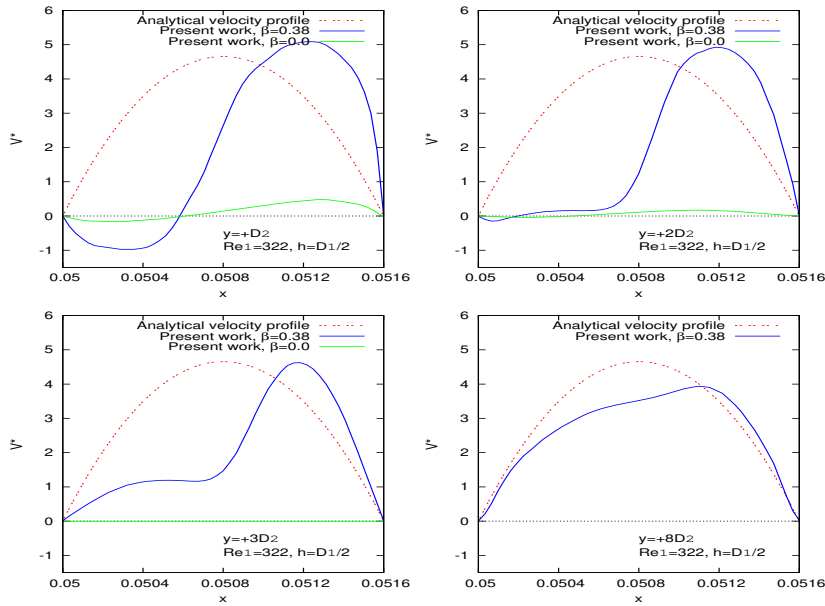 6
Analytical velocity profile
Present work, β=0.38
Present work, β=0.0
5
4
3
2
1
0
-1
V*
y=+D2
Re1=322, h=D1/2
0.05 0.0504 0.0508 0.0512 0.0516
x
6
Analytical velocity profile
Present work, β=0.38
Present work, β=0.0
5
4
3
2
1
0
-1
V*
y=+2D2
Re1=322, h=D1/2
0.05 0.0504 0.0508 0.0512 0.0516
x
6
Analytical velocity profile
Present work, β=0.38
Present work, β=0.0
5
4
3
2
1
0
-1
V*
y=+3D2
Re1=322, h=D1/2
0.05 0.0504 0.0508 0.0512 0.0516
x
6
Analytical velocity profile
Present work, β=0.38
5
4
3
2
1
0
-1
V*
y=+8D2
Re1=322, h=D1/2
0.05 0.0504 0.0508 0.0512 0.0516
x